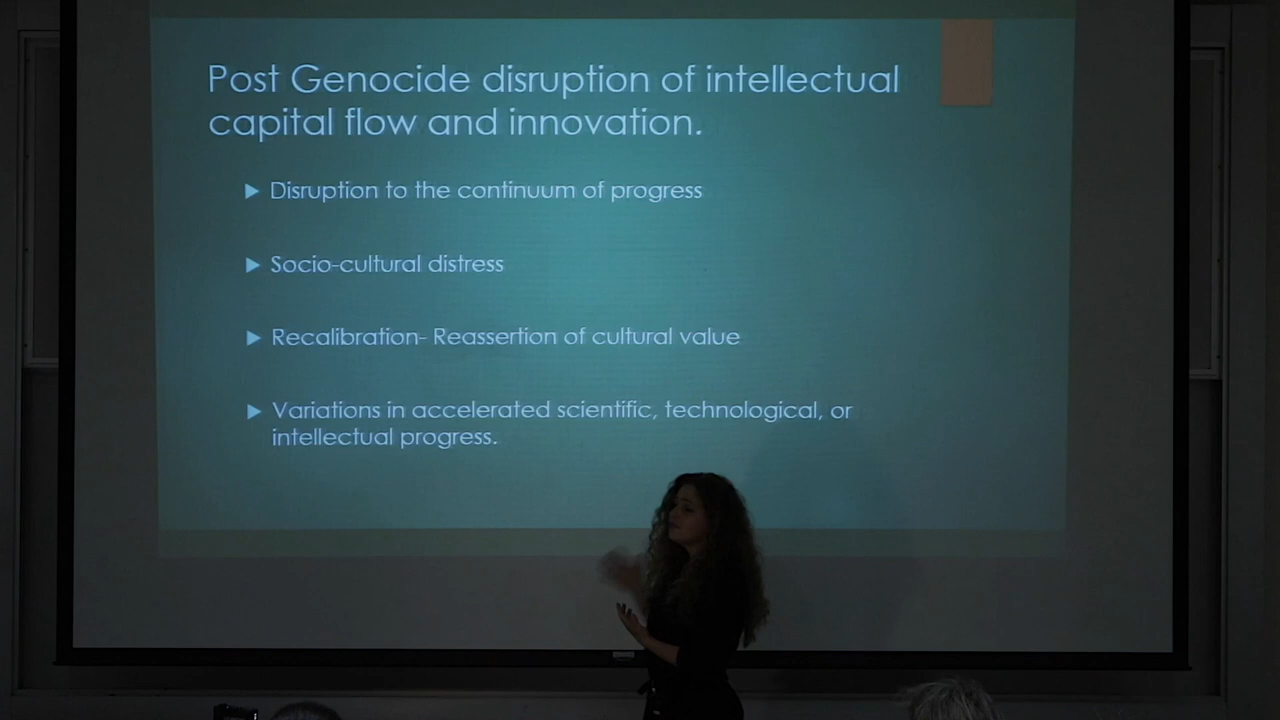 Post Genocide disruption of intellectual
capital flow and innovation.
Disruption to the continuum of progress
Socio-cultural distress
Recalibration- Reassertion of cultural value
Variations in accelerated scientific, technological, or
intellectual progress.